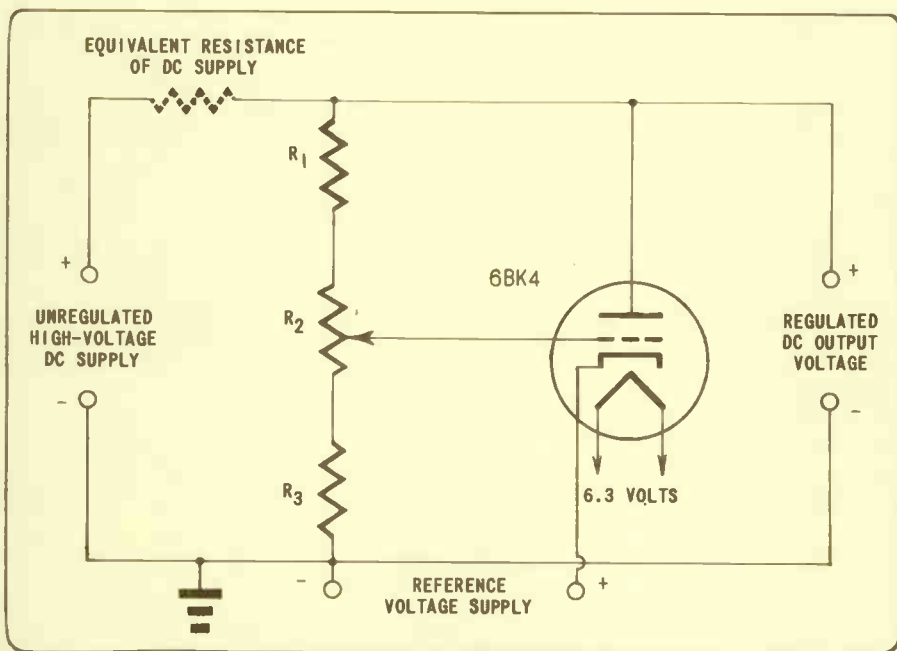 EQUIVALENT RESISTANCE
OF DC SUPPLY
R1
+
6BK4
+
UNREGULATED
HIGH-VOLTAGE
DC SUPPLY
R2
REGULATED
DC OUTPUT
VOLTAGE
-
-
R3
6.3 VOLTS
-
REFERENCE
VOLTAGE SUPPLY
+